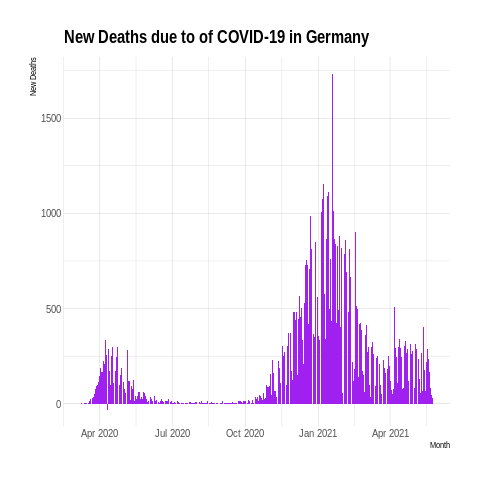 New Deaths due to of COVID-19 in Germany
New Deaths
1500
1000
500
0
Apr 2020 Jul 2020 Oct 2020 Jan 2021 Apr 2021
Month